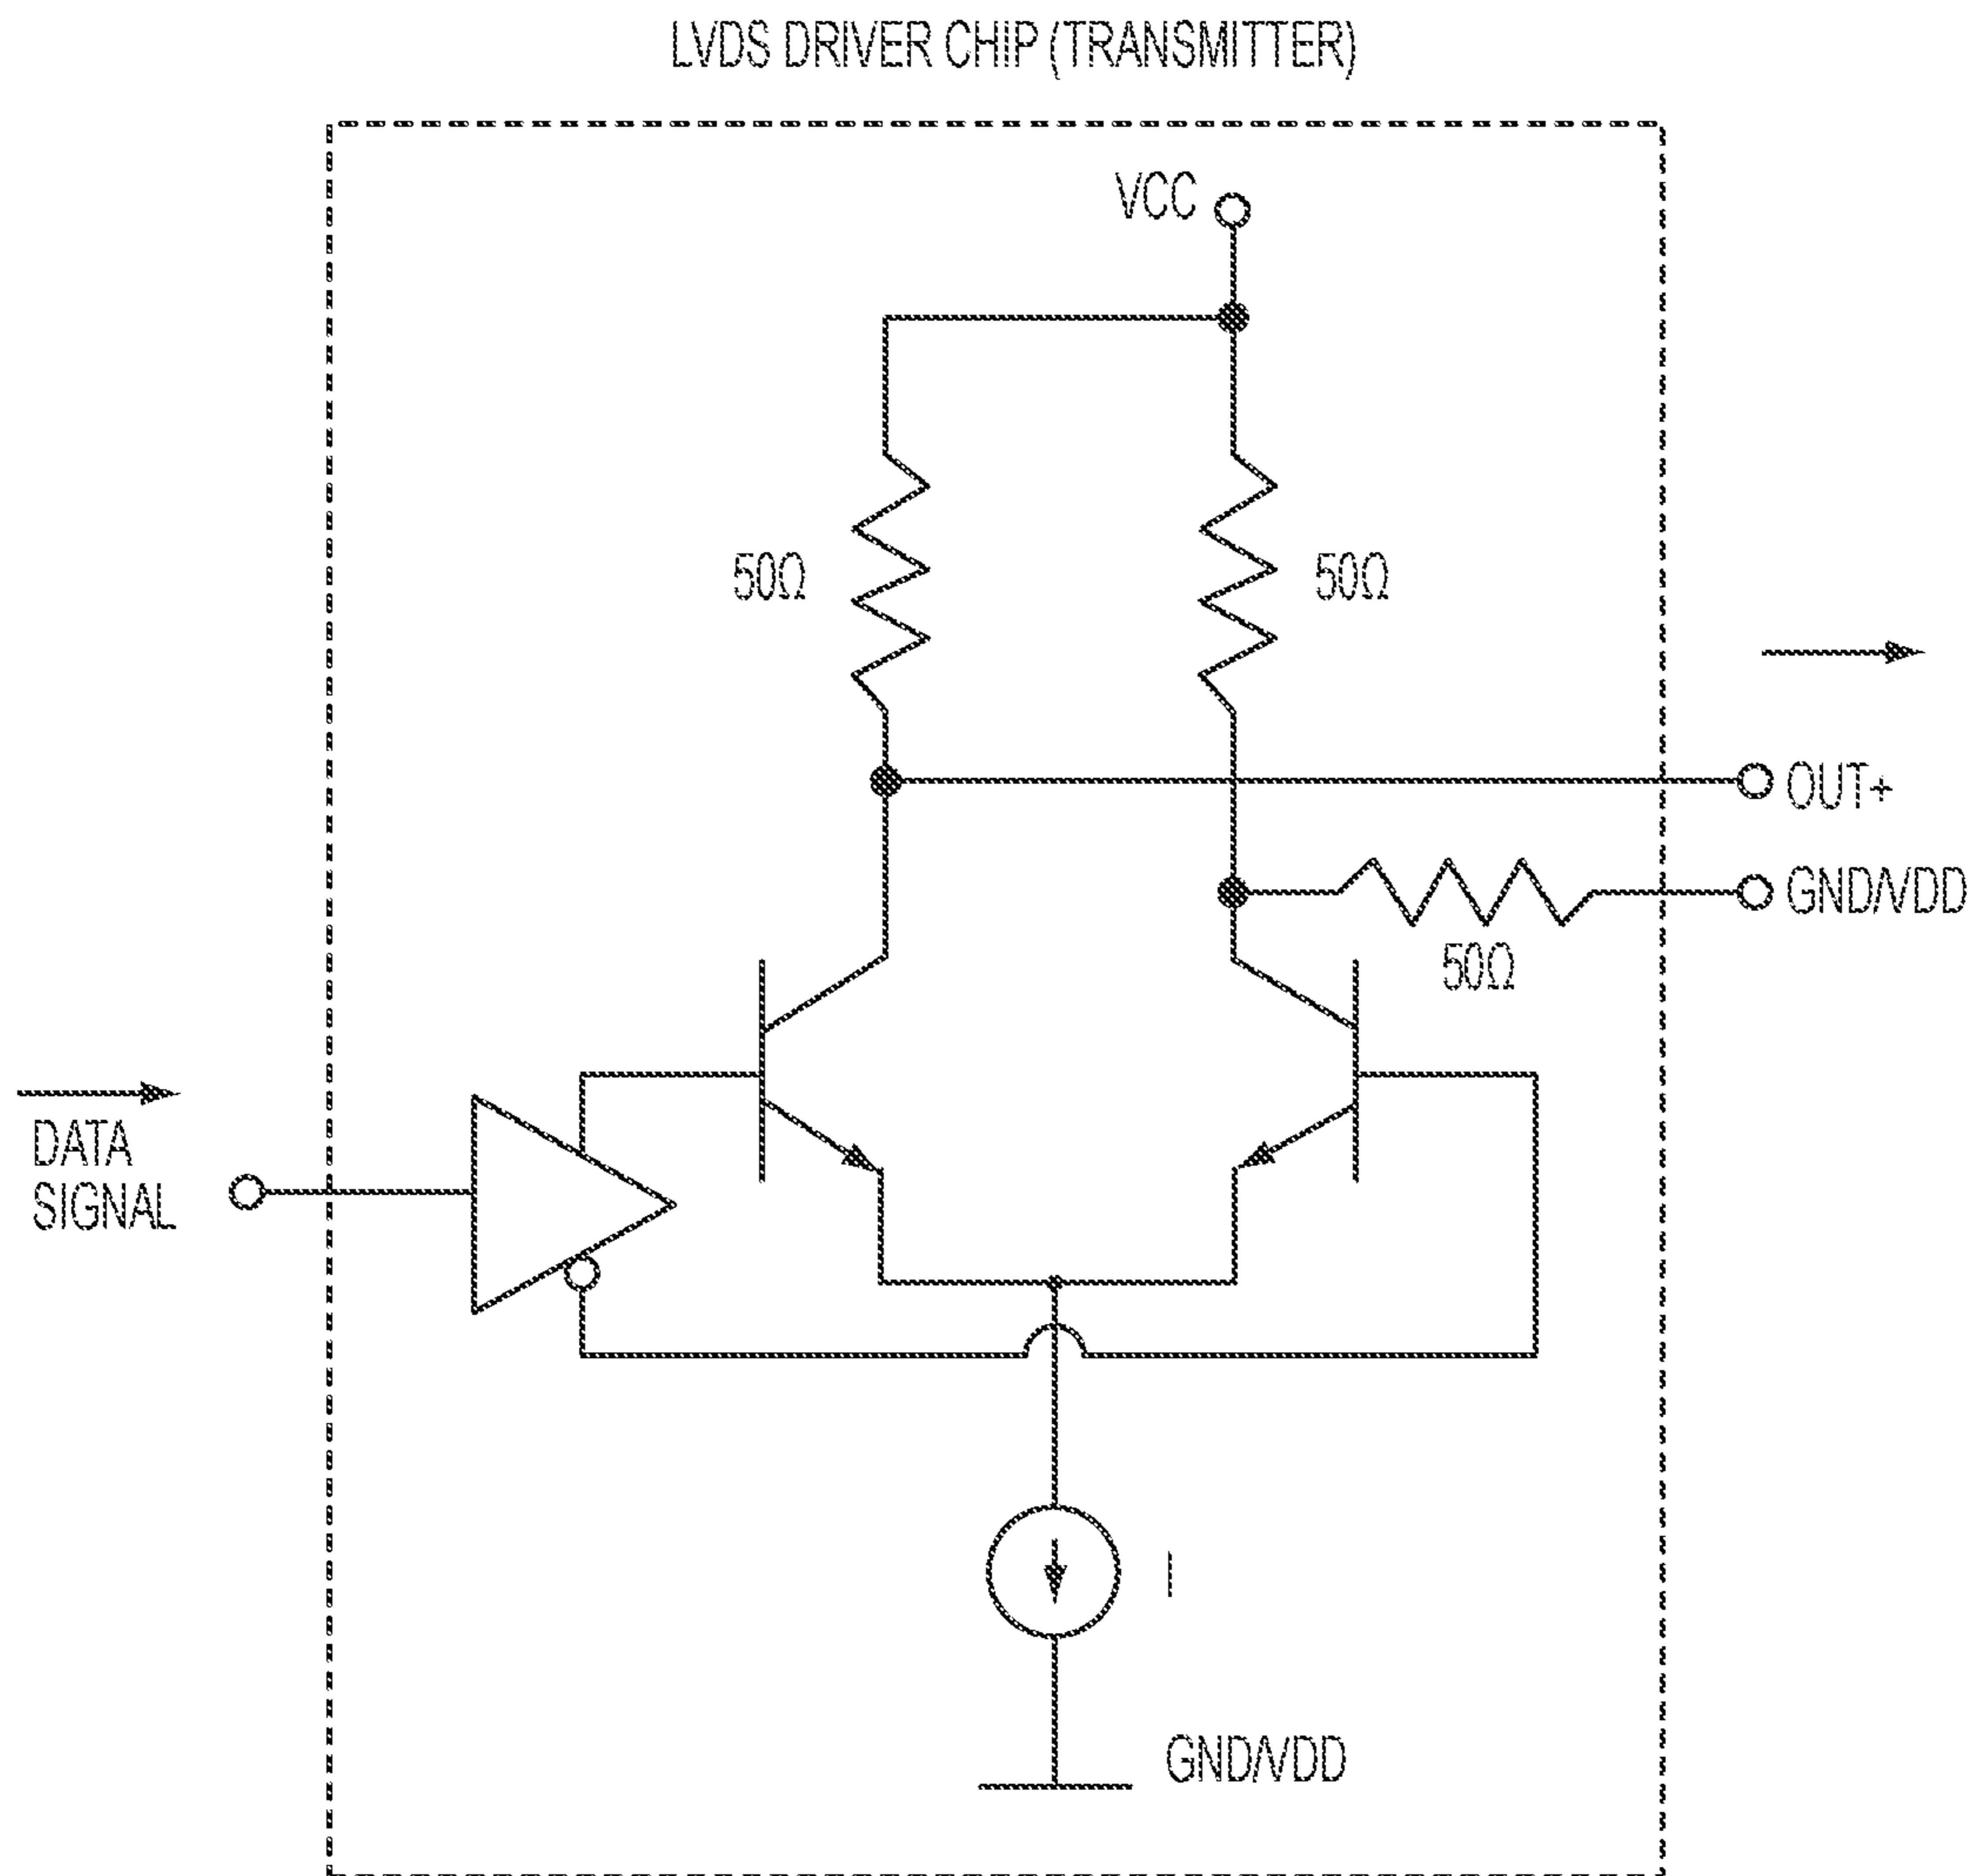 LVDS DRIVER CHIP (TRANSMITTER)
VCC
50Ω
50Ω
OUT+
GND/VDD
50Ω
DATA
SIGNAL
I
GND/VDD